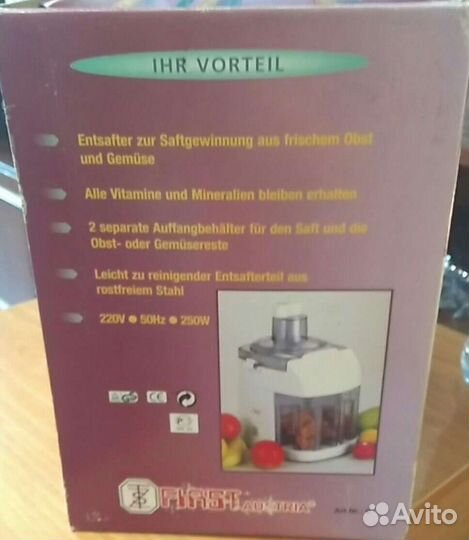 IHR VORTEIL
Entsafter zur Saftgewinnung aus frischem Obst
und Gemüse
Alle Vitamine und Mineralien bleiben erhalten
2 separate Auffangbehälter für den Saft und die
Obst- oder Gemüsereste
Leicht zu reinigender Entsafterteil aus
rostfreiem Stahl
220V ● 50Hz ● 250W
CE
FIRST
AUSTRIA
Art.Nr.
Avito